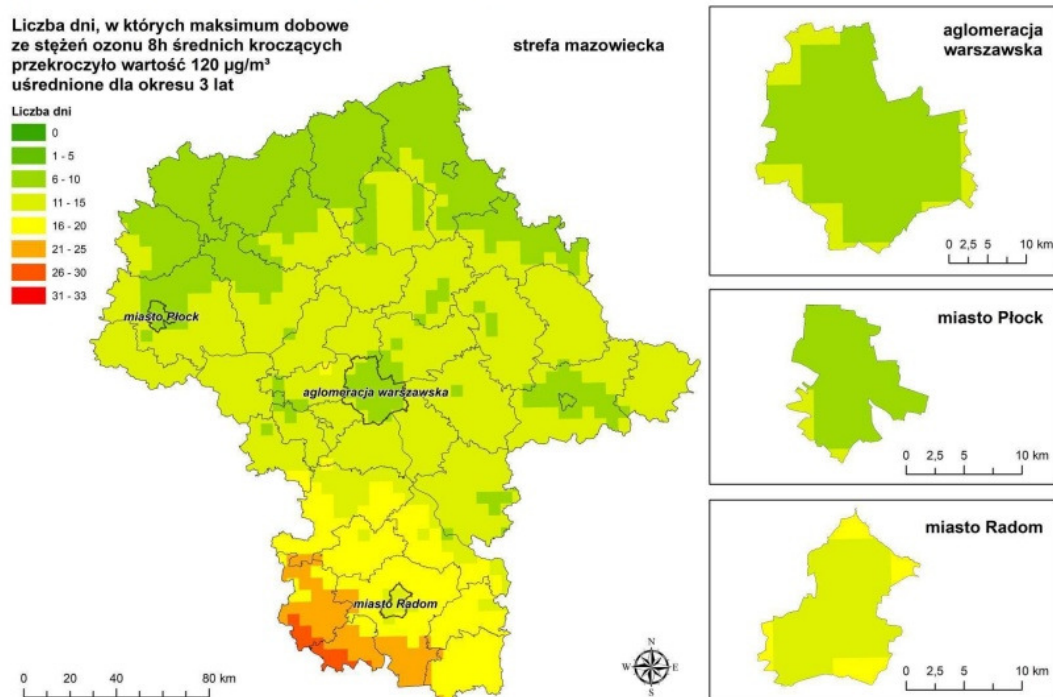 Liczba dni, w których maksimum dobowe
ze stężeń ozonu 8h średnich kroczących
przekroczyło wartość 120 µg/m³
uśrednione dla okresu 3 lat
Liczba dni
0
1 - 5
6 - 10
11 - 15
16 - 20
21 - 25
26 - 30
31 - 33
strefa mazowiecka
miasto Płock
aglomeracja warszawska
miasto Radom
0 20 40 80 km
N
W E
S
aglomeracja
warszawska
0 2,5 5 10 km
miasto Płock
0 2,5 5 10 km
miasto Radom
0 2,5 5 10 km